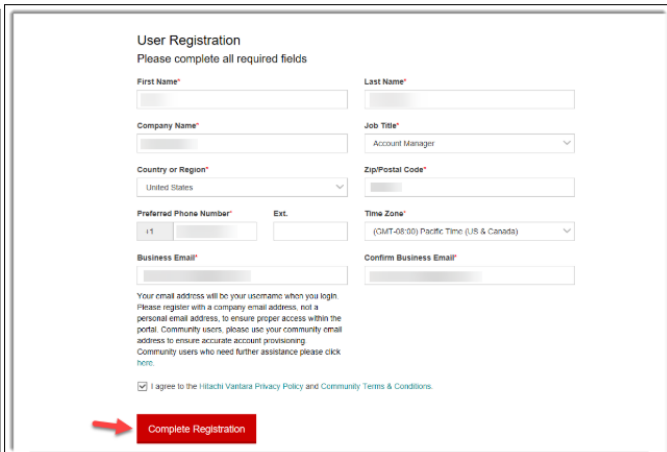 User Registration
Please complete all required fields
First Name*
Last Name*
Company Name*
Job Title*
Account Manager
Country or Region*
Zip/Postal Code*
United States
Preferred Phone Number*
Ext.
Time Zone*
+1
(GMT-08:00) Pacific Time (US & Canada)
Business Email*
Confirm Business Email*
Your email address will be your username when you login.
Please register with a company email address, not a
personal email address, to ensure proper access within the
portal. Community users, please use your community email
address to ensure accurate account provisioning.
Community users who need further assistance please click
here.
I agree to the Hitachi Vantara Privacy Policy and Community Terms & Conditions.
Complete Registration